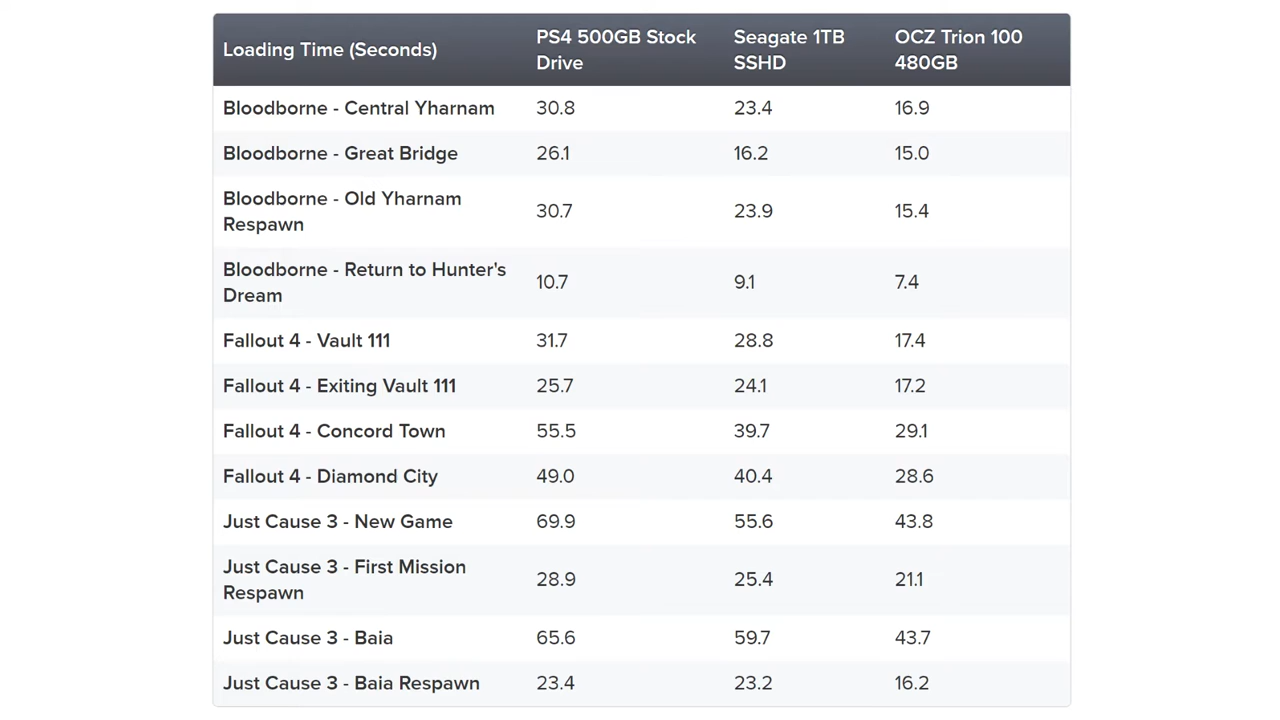 Loading Time (Seconds) PS4 500GB Stock Drive Seagate 1TB SSHD OCZ Trion 100 480GB
Bloodborne - Central Yharnam 30.8 23.4 16.9
Bloodborne - Great Bridge 26.1 16.2 15.0
Bloodborne - Old Yharnam Respawn 30.7 23.9 15.4
Bloodborne - Return to Hunter's Dream 10.7 9.1 7.4
Fallout 4 - Vault 111 31.7 28.8 17.4
Fallout 4 - Exiting Vault 111 25.7 24.1 17.2
Fallout 4 - Concord Town 55.5 39.7 29.1
Fallout 4 - Diamond City 49.0 40.4 28.6
Just Cause 3 - New Game 69.9 55.6 43.8
Just Cause 3 - First Mission Respawn 28.9 25.4 21.1
Just Cause 3 - Baia 65.6 59.7 43.7
Just Cause 3 - Baia Respawn 23.4 23.2 16.2